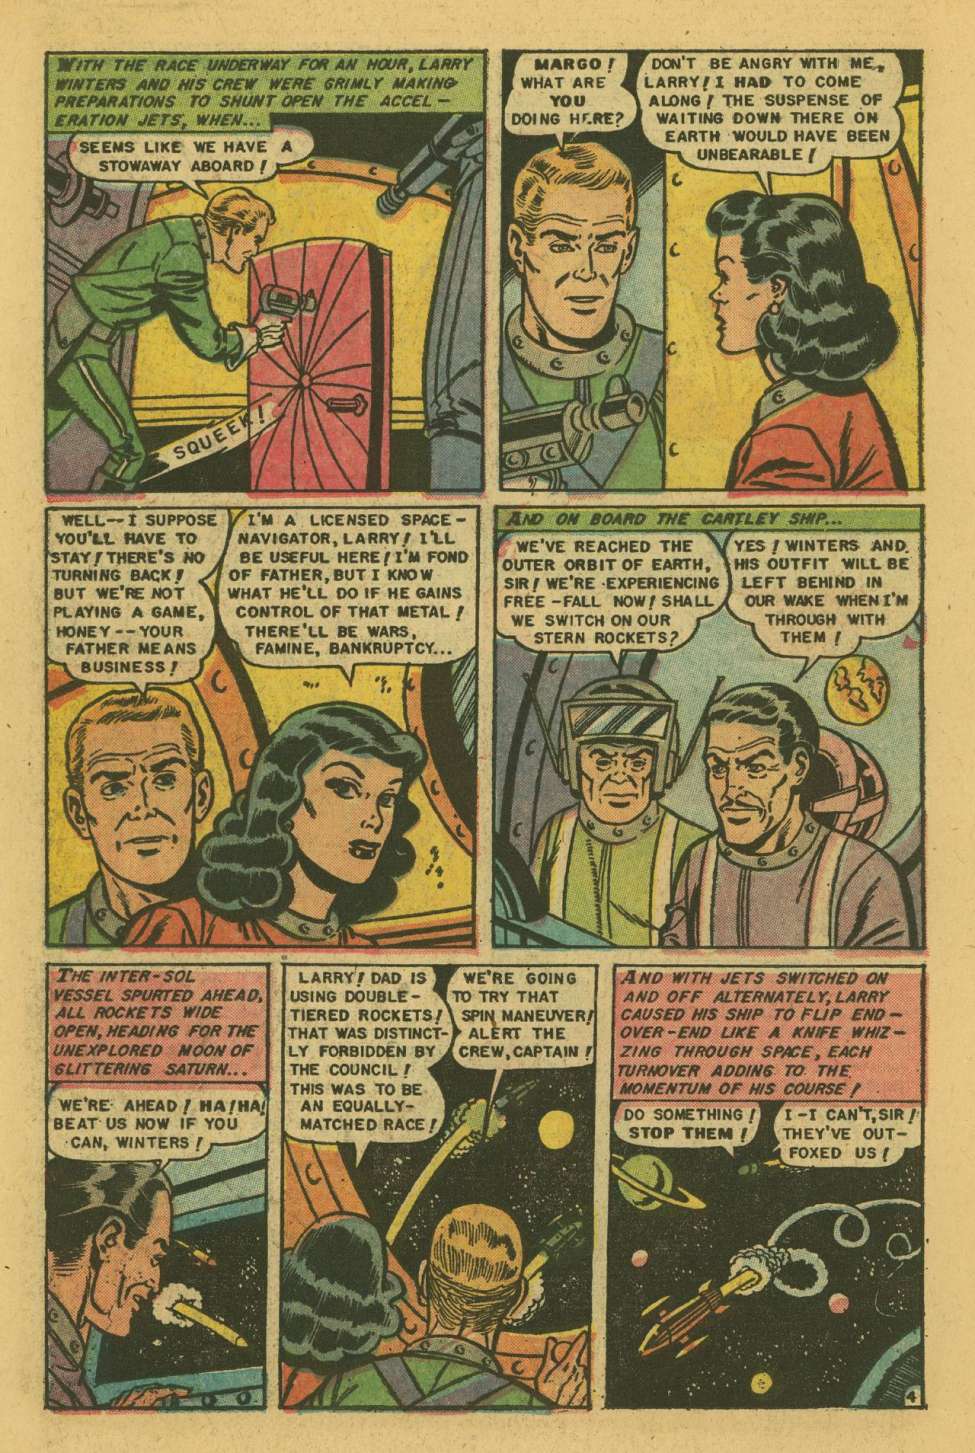 WITH THE RACE UNDERWAY FOR AN HOUR, LARRY
WINTERS AND HIS CREW WERE GRIMLY MAKING
PREPARATIONS TO SHUNT OPEN THE ACCEL-
ERATION JETS, WHEN...
SEEMS LIKE WE HAVE A
STOWAWAY ABOARD!
SQUEEK!
MARGO!
WHAT ARE
YOU
DOING HERE?
DON'T BE ANGRY WITH ME,
LARRY! I HAD TO COME
ALONG! THE SUSPENSE OF
WAITING DOWN THERE ON
EARTH WOULD HAVE BEEN
UNBEARABLE!
WELL--I SUPPOSE
YOU'LL HAVE TO
STAY! THERE'S NO
TURNING BACK!
BUT WE'RE NOT
PLAYING A GAME,
HONEY--YOUR
FATHER MEANS
BUSINESS!
I'M A LICENSED SPACE-
NAVIGATOR, LARRY! I'LL
BE USEFUL HERE! I'M FOND
OF FATHER, BUT I KNOW
WHAT HE'LL DO IF HE GAINS
CONTROL OF THAT METAL!
THERE'LL BE WARS,
FAMINE, BANKRUPTCY...
AND ON BOARD THE CARTLEY SHIP...
WE'VE REACHED THE
OUTER ORBIT OF EARTH,
SIR! WE'RE EXPERIENCING
FREE-FALL NOW! SHALL
WE SWITCH ON OUR
STERN ROCKETS?
YES! WINTERS AND
HIS OUTFIT WILL BE
LEFT BEHIND IN
OUR WAKE WHEN I'M
THROUGH WITH
THEM!
THE INTER-SOL
VESSEL SPURTED AHEAD,
ALL ROCKETS WIDE
OPEN, HEADING FOR THE
UNEXPLORED MOON OF
GLITTERING SATURN...
WE'RE AHEAD! HA! HA!
BEAT US NOW IF YOU
CAN, WINTERS!
LARRY! DAD IS
USING DOUBLE-
TIERED ROCKETS!
THAT WAS DISTINCT-
LY FORBIDDEN BY
THE COUNCIL!
THIS WAS TO BE
AN EQUALLY-
MATCHED RACE!
WE'RE GOING
TO TRY THAT
SPIN MANEUVER!
ALERT THE
CREW, CAPTAIN!
AND WITH JETS SWITCHED ON
AND OFF ALTERNATELY, LARRY
CAUSED HIS SHIP TO FLIP END-
OVER-END LIKE A KNIFE WHIZ-
ZING THROUGH SPACE, EACH
TURNOVER ADDING TO THE
MOMENTUM OF HIS COURSE!
DO SOMETHING!
STOP THEM!
I-I CAN'T, SIR!
THEY'VE OUT-
FOXED US!
4